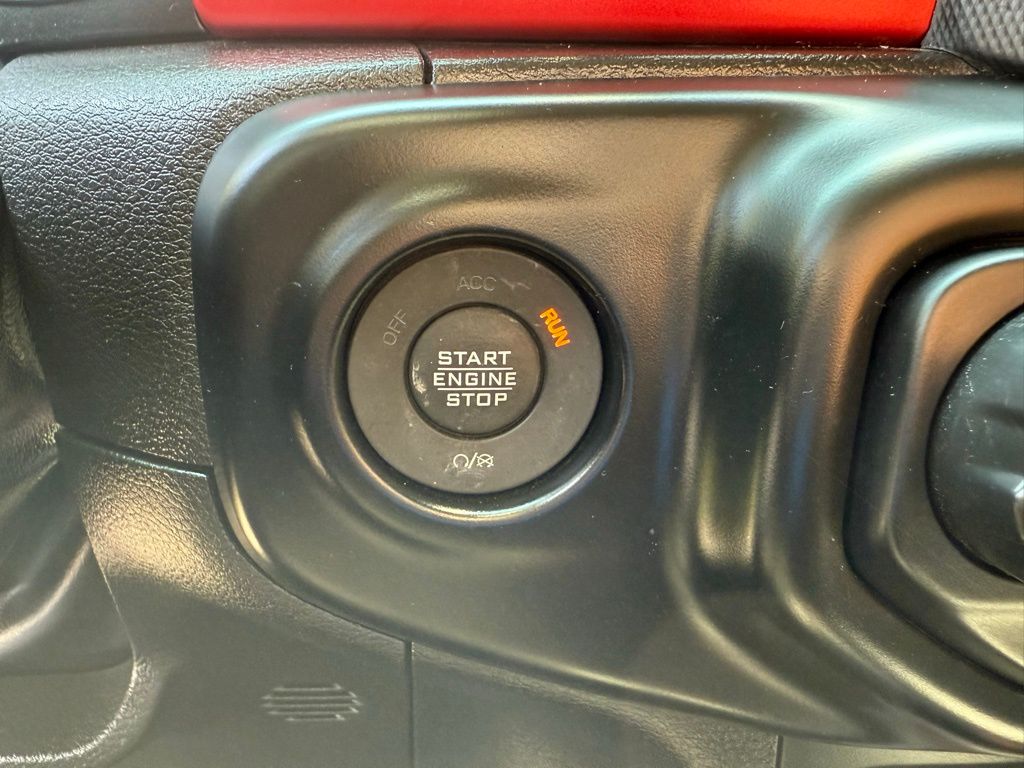 OFF
ACC
RUN
START
ENGINE
STOP